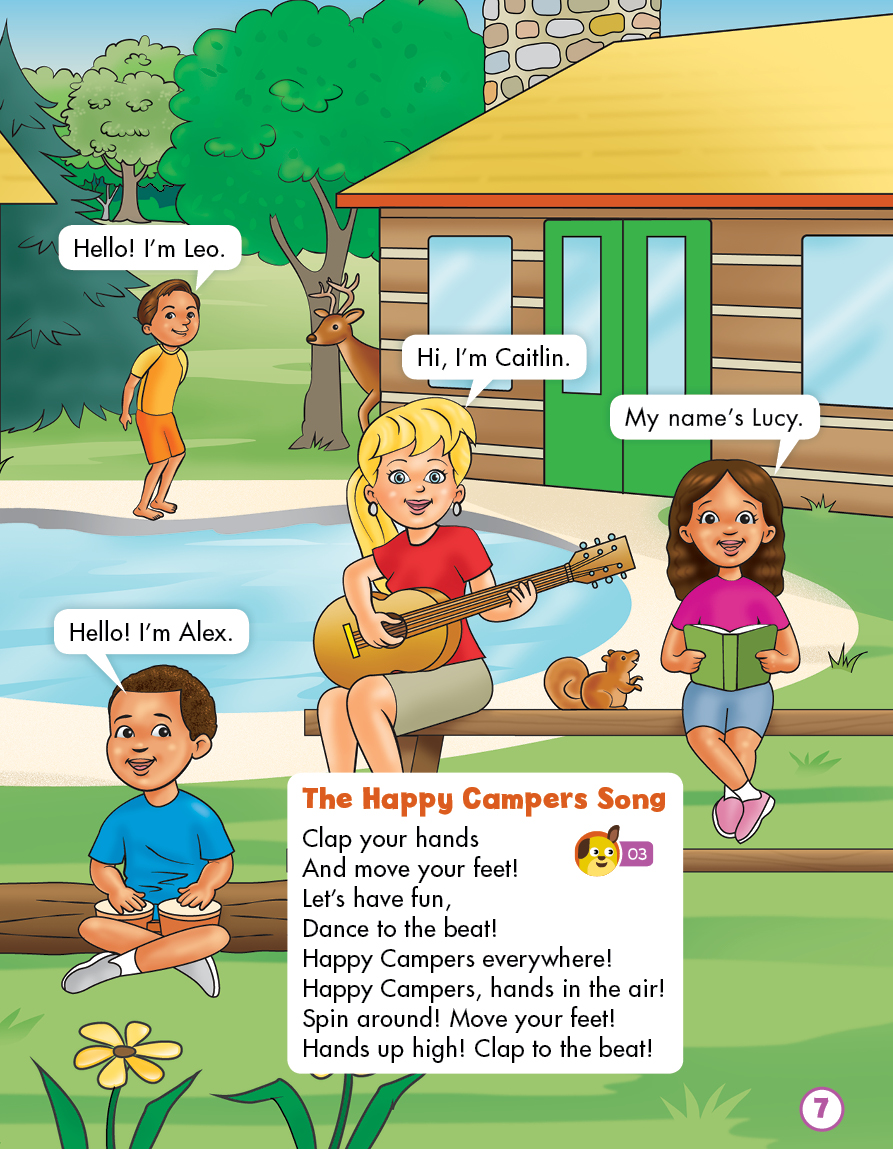 Hello! I'm Leo.
Hi, I'm Caitlin.
My name's Lucy.
Hello! I'm Alex.
The Happy Campers Song
Clap your hands
And move your feet!
Let's have fun,
Dance to the beat!
Happy Campers everywhere!
Happy Campers, hands in the air!
Spin around! Move your feet!
Hands up high! Clap to the beat!
03
7